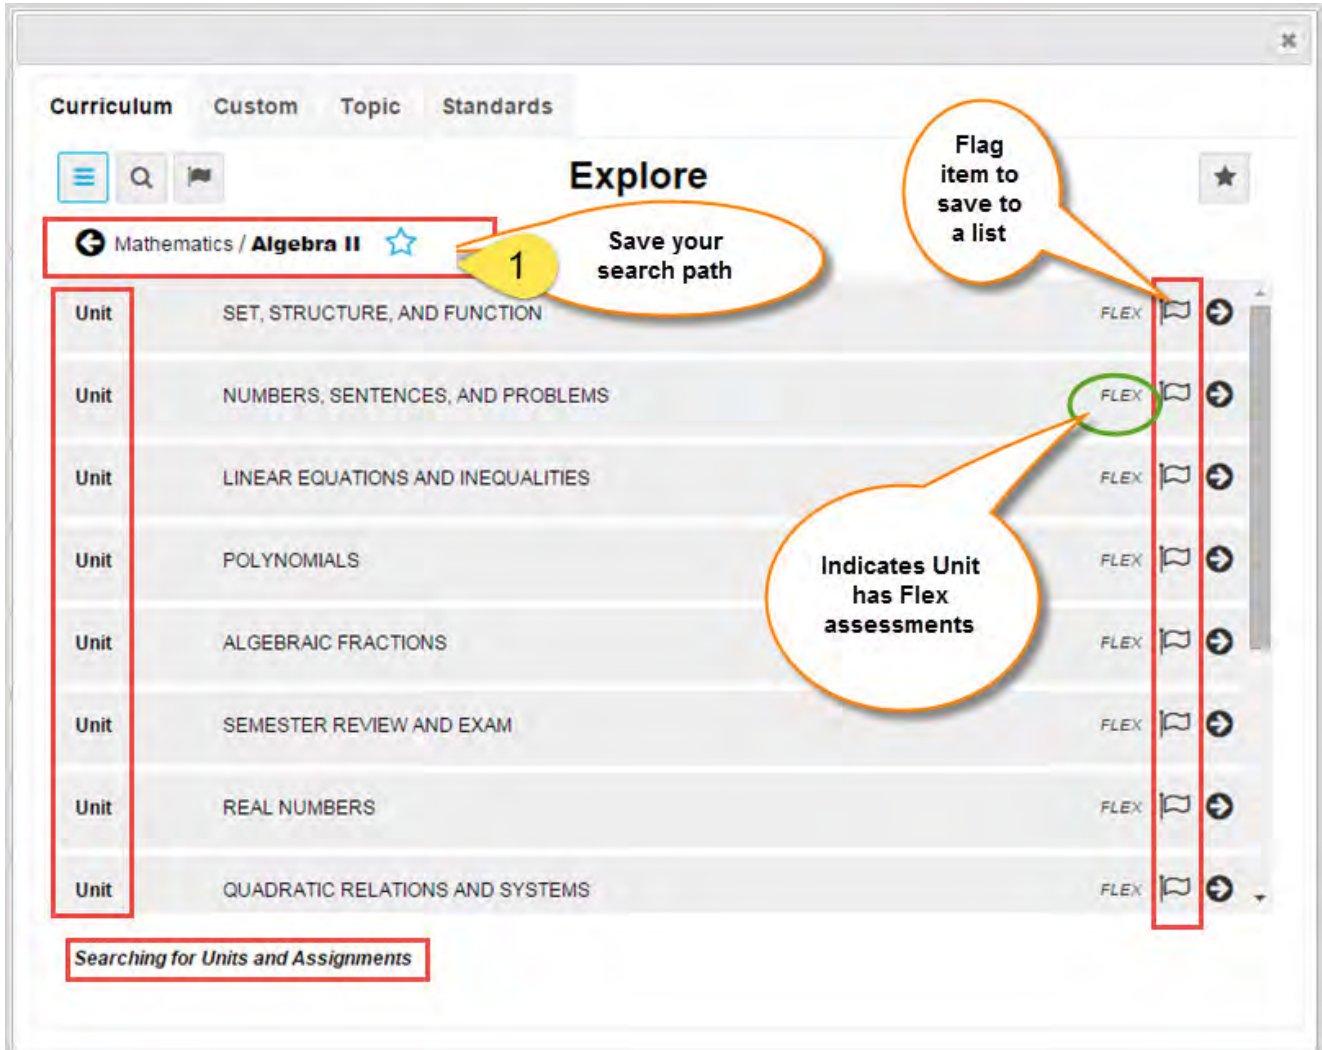 Curriculum Custom Topic Standards
Explore
Flag
item to
save to
a list
Mathematics / Algebra II
1
Save your
search path
Unit SET, STRUCTURE, AND FUNCTION FLEX
Unit NUMBERS, SENTENCES, AND PROBLEMS FLEX
Unit LINEAR EQUATIONS AND INEQUALITIES FLEX
Unit POLYNOMIALS FLEX
Indicates Unit
has Flex
assessments
Unit ALGEBRAIC FRACTIONS FLEX
Unit SEMESTER REVIEW AND EXAM FLEX
Unit REAL NUMBERS FLEX
Unit QUADRATIC RELATIONS AND SYSTEMS FLEX
Searching for Units and Assignments